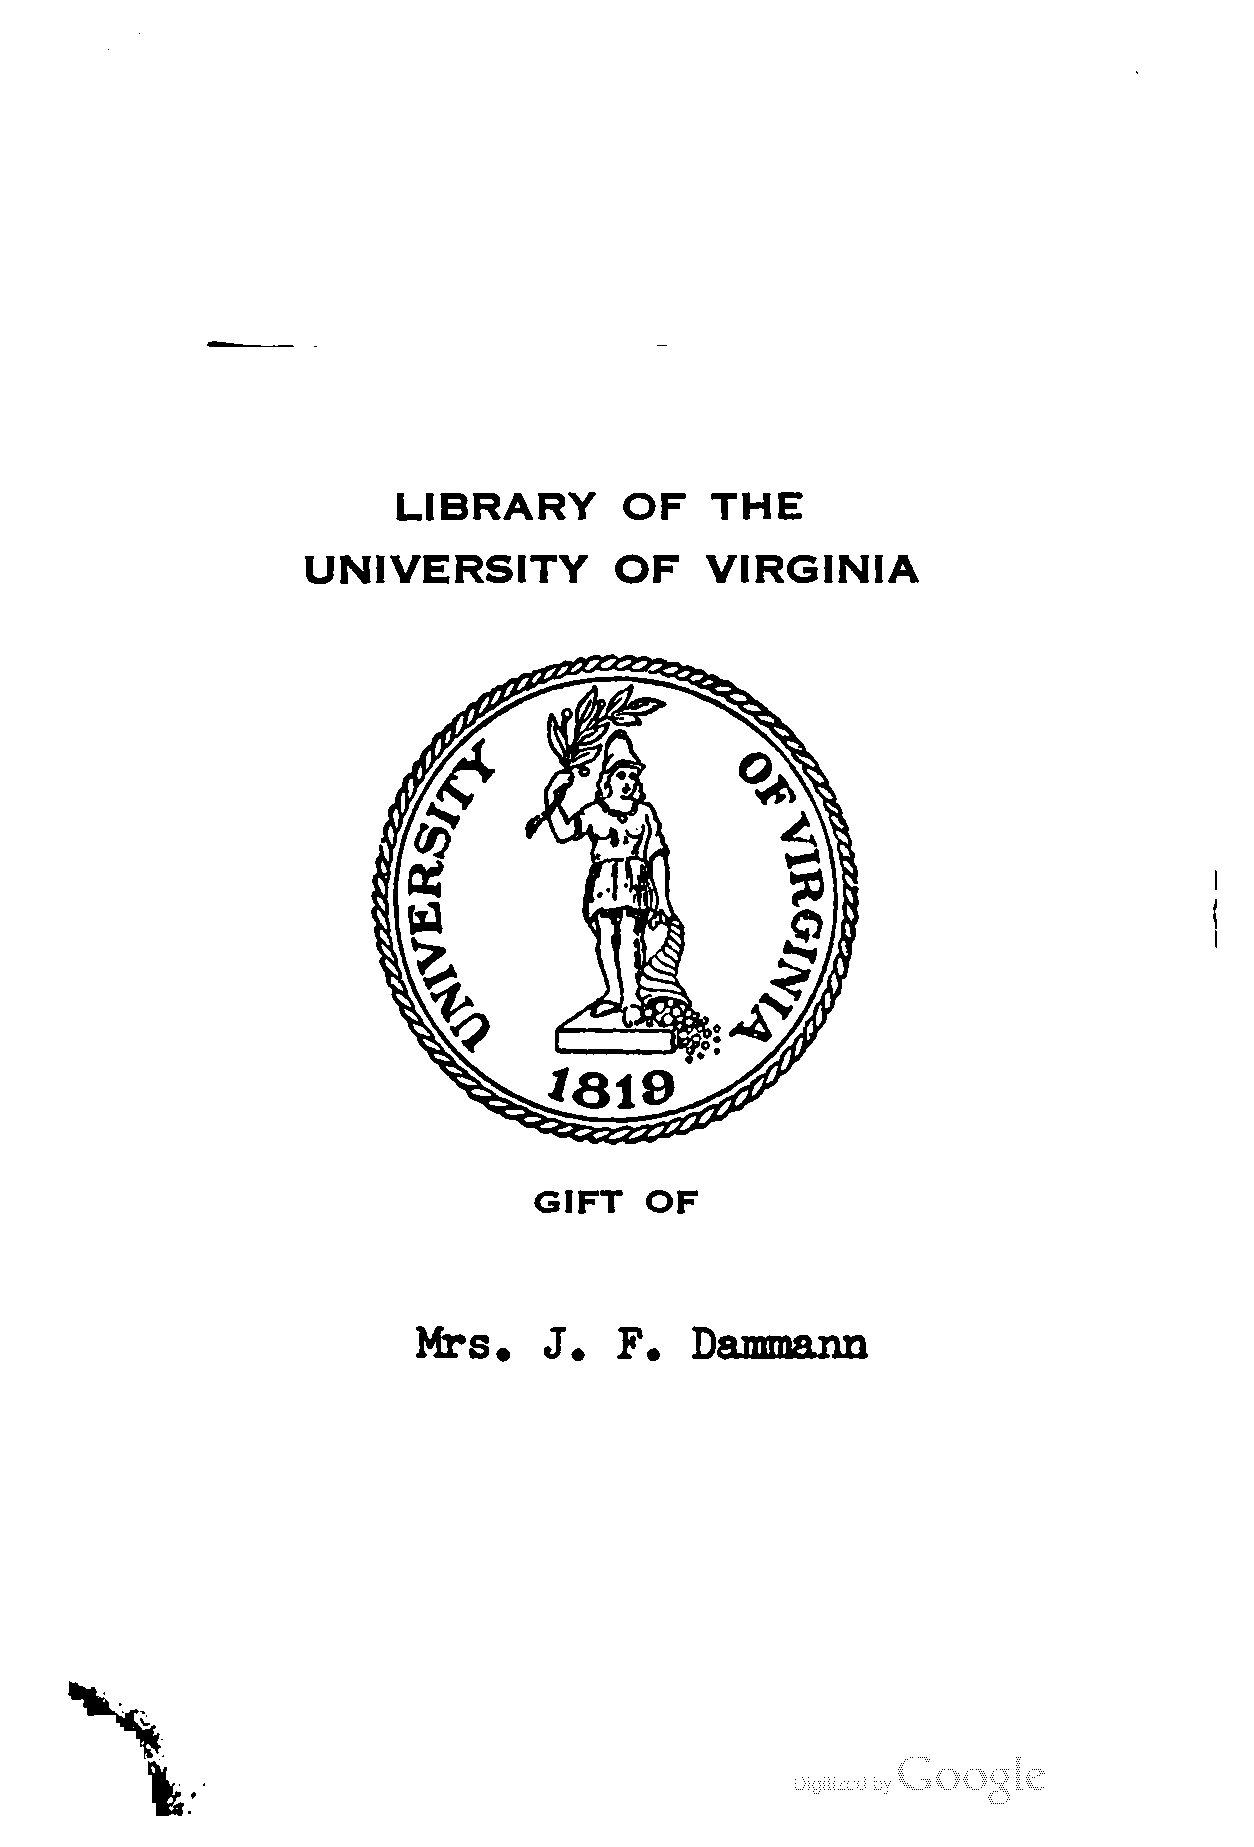 LIBRARY OF THE
UNIVERSITY OF VIRGINIA
UNIVERSITY OF VIRGINIA
1819
GIFT OF
Mrs. J. F. Dammann
Digitized by Google